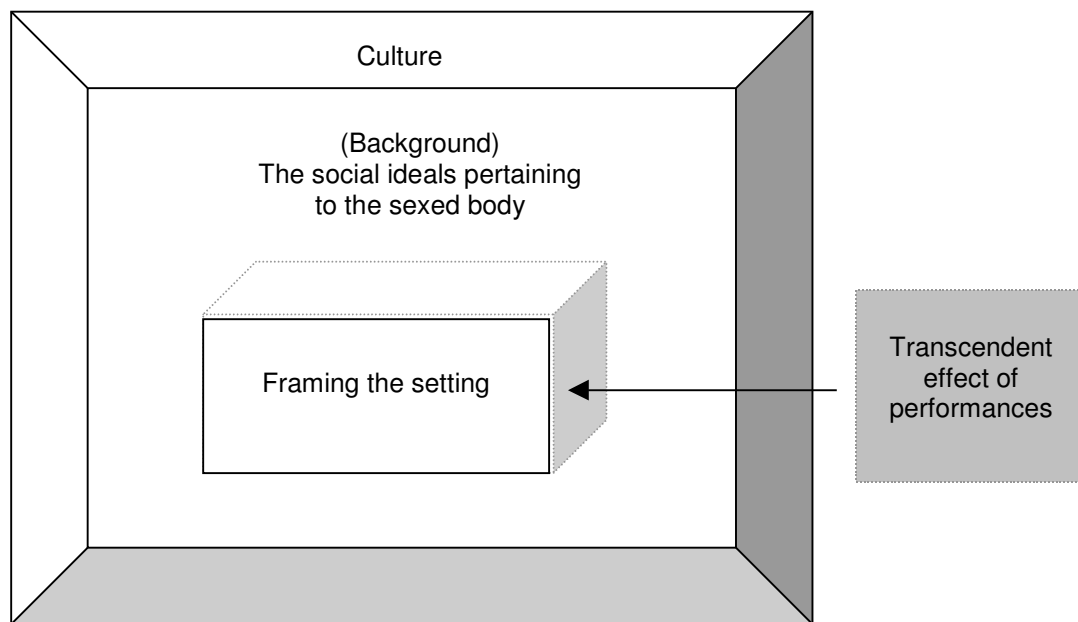 Culture
(Background)
The social ideals pertaining
to the sexed body
Framing the setting
Transcendent
effect of
performances